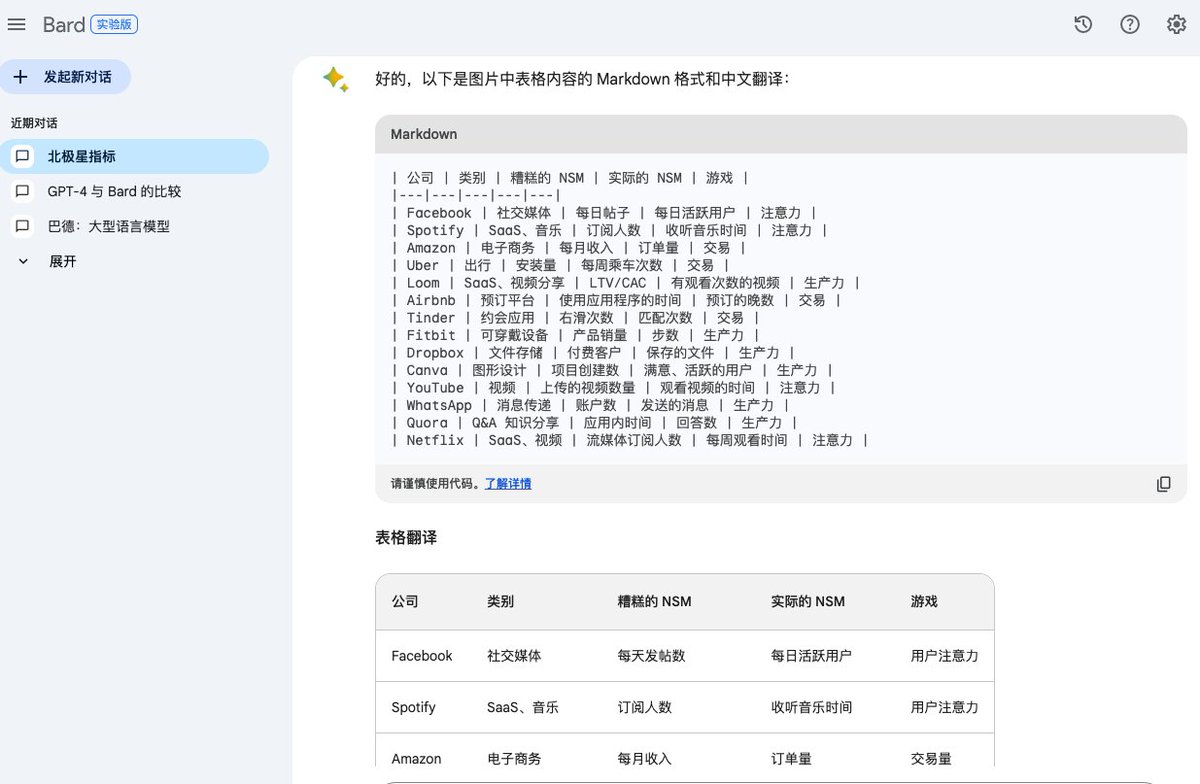 Bard 实验版
发起新对话
近期对话
北极星指标
GPT-4 与 Bard 的比较
巴德：大型语言模型
展开
好的，以下是图片中表格内容的 Markdown 格式和中文翻译：
Markdown
| 公司 | 类别 | 糟糕的 NSM | 实际的 NSM | 游戏 |
|---|---|---|---|---|
| Facebook | 社交媒体 | 每日帖子 | 每日活跃用户 | 注意力 |
| Spotify | SaaS、音乐 | 订阅人数 | 收听音乐时间 | 注意力 |
| Amazon | 电子商务 | 每月收入 | 订单量 | 交易 |
| Uber | 出行 | 安装量 | 每周乘车次数 | 交易 |
| Loom | SaaS、视频分享 | LTV/CAC | 有观看次数的视频 | 生产力 |
| Airbnb | 预订平台 | 使用应用程序的时间 | 预订的晚数 | 交易 |
| Tinder | 约会应用 | 右滑次数 | 匹配次数 | 交易 |
| Fitbit | 可穿戴设备 | 产品销量 | 步数 | 生产力 |
| Dropbox | 文件存储 | 付费客户 | 保存的文件 | 生产力 |
| Canva | 图形设计 | 项目创建数 | 满意、活跃的用户 | 生产力 |
| YouTube | 视频 | 上传的视频数量 | 观看视频的时间 | 注意力 |
| WhatsApp | 消息传递 | 账户数 | 发送的消息 | 生产力 |
| Quora | Q&A 知识分享 | 应用内时间 | 回答数 | 生产力 |
| Netflix | SaaS、视频 | 流媒体订阅人数 | 每周观看时间 | 注意力 |
请谨慎使用代码。了解详情
表格翻译
公司 类别 糟糕的 NSM 实际的 NSM 游戏
Facebook 社交媒体 每天发帖数 每日活跃用户 用户注意力
Spotify SaaS、音乐 订阅人数 收听音乐时间 用户注意力
Amazon 电子商务 每月收入 订单量 交易量